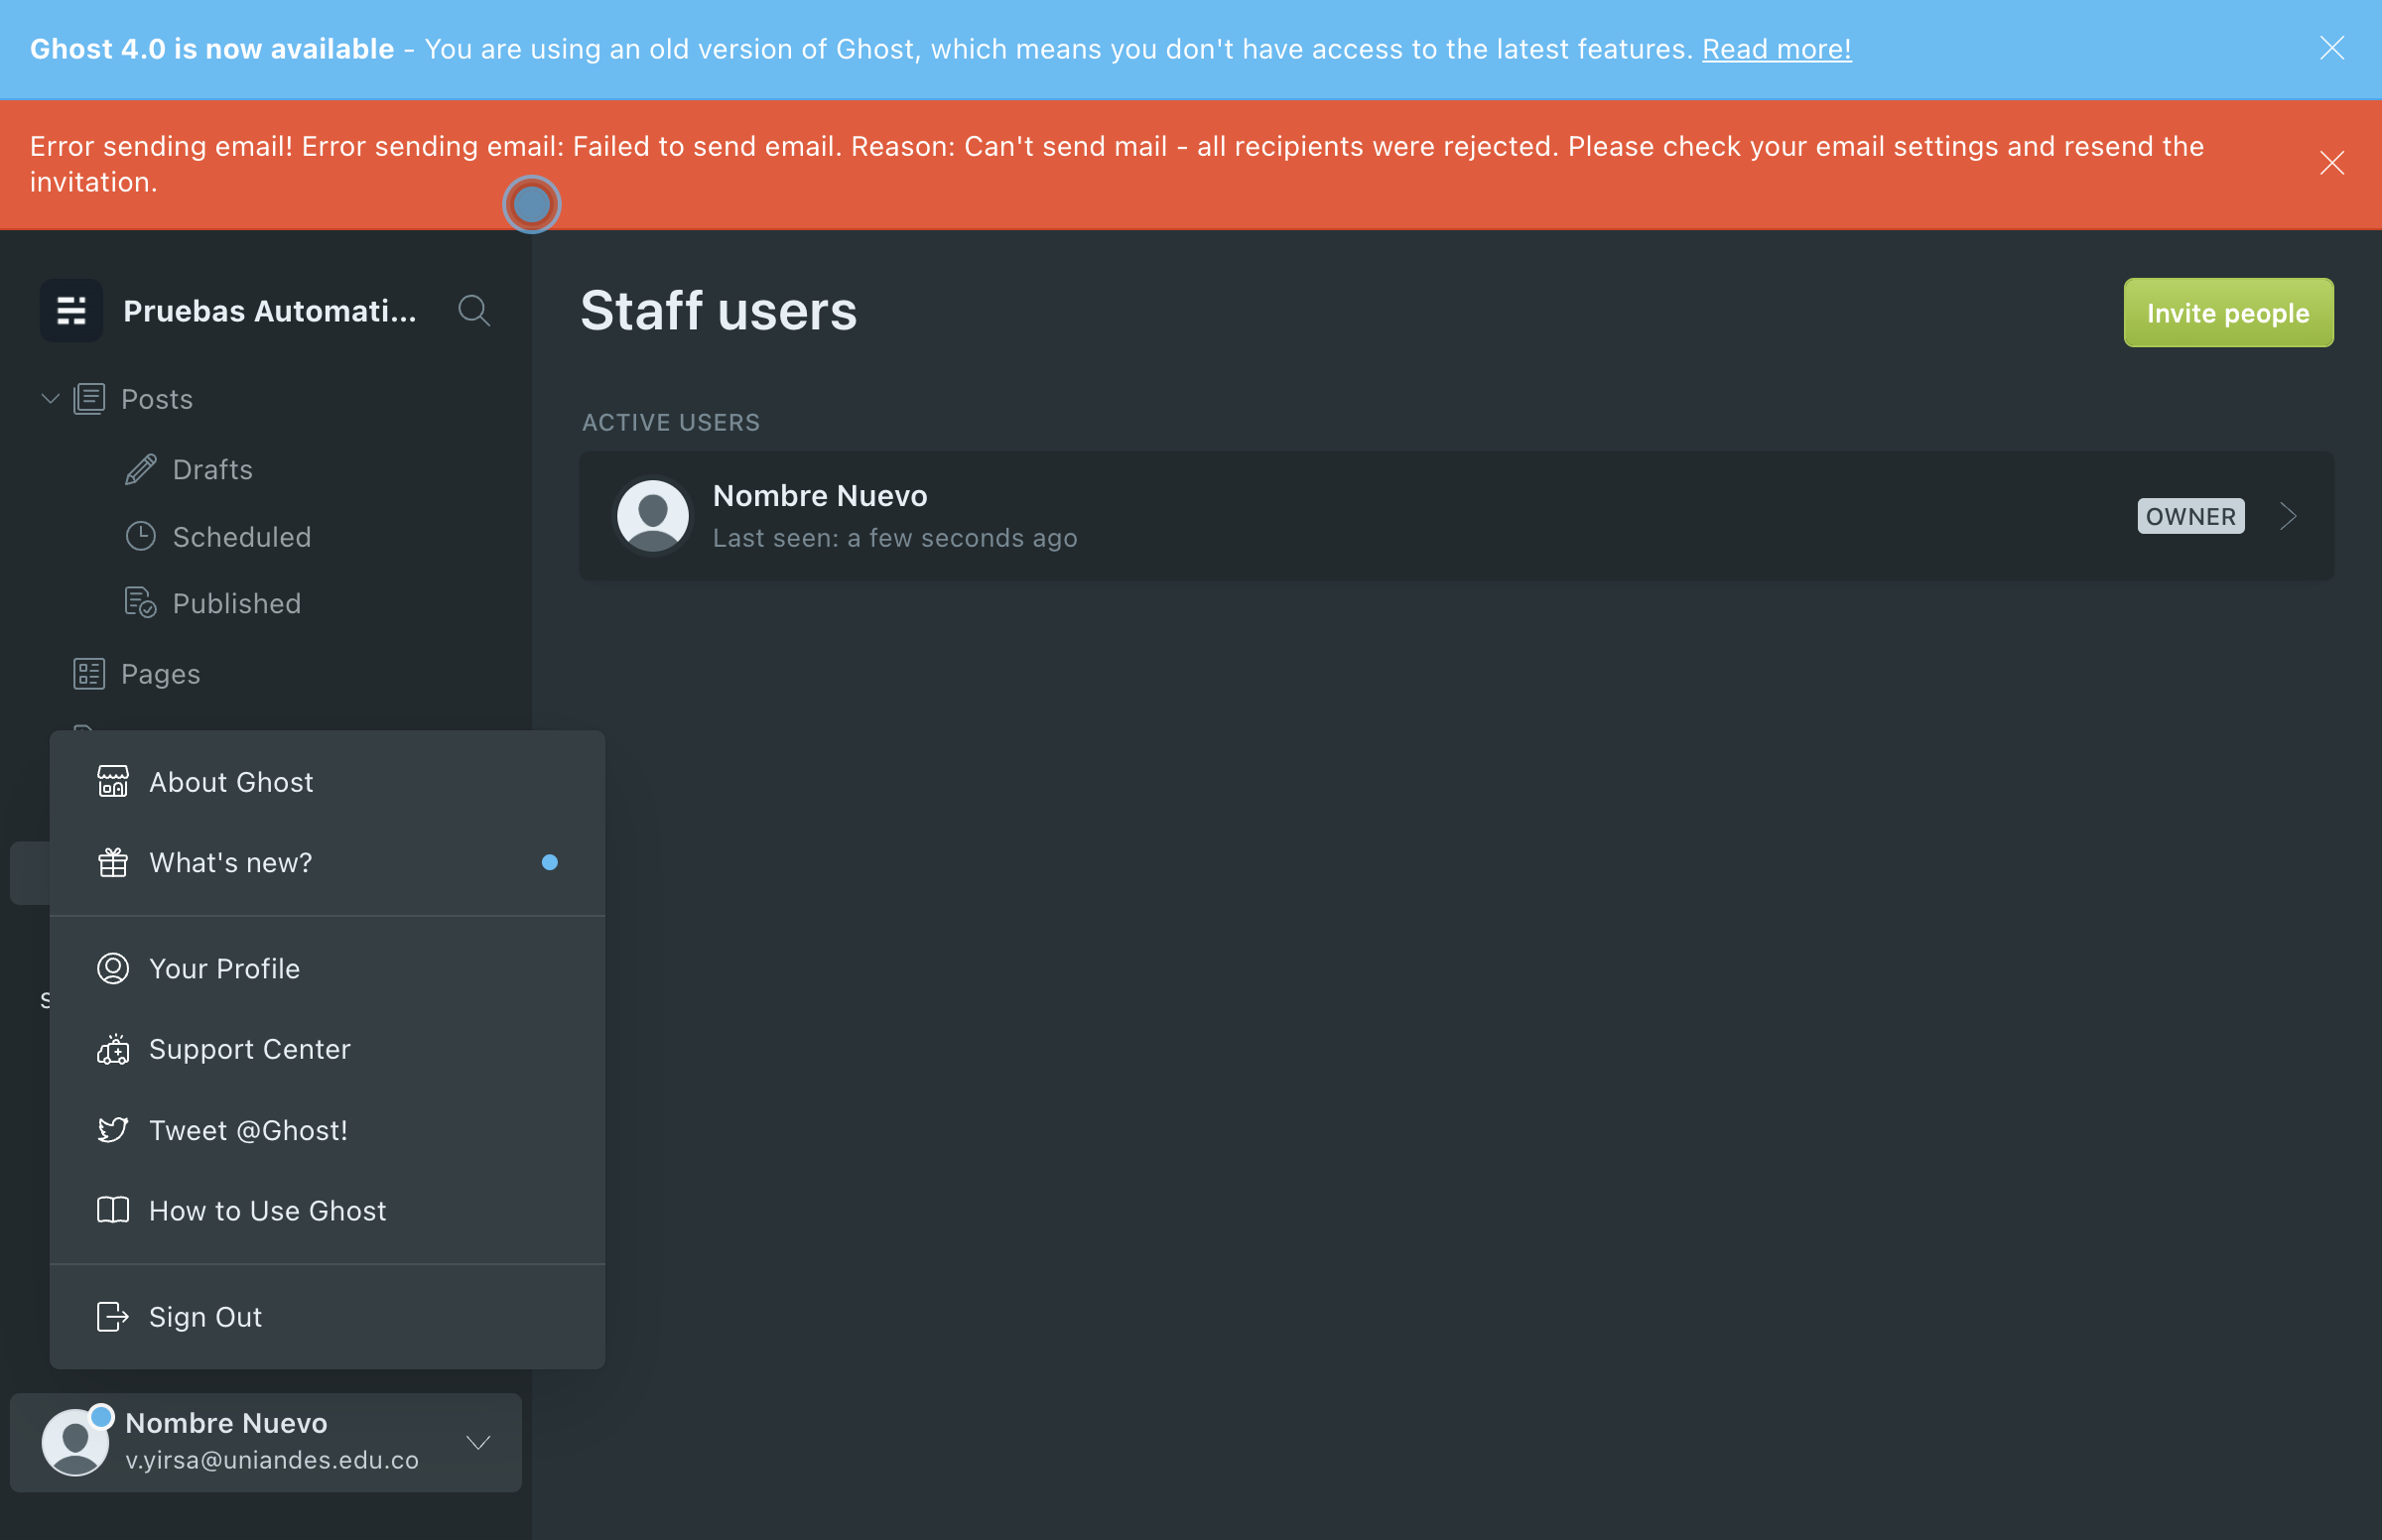 Ghost 4.0 is now available - You are using an old version of Ghost, which means you don't have access to the latest features. Read more!
Error sending email! Error sending email: Failed to send email. Reason: Can't send mail - all recipients were rejected. Please check your email settings and resend the
invitation.
Pruebas Automati...
Posts
Drafts
Scheduled
Published
Pages
Staff users
Invite people
ACTIVE USERS
Nombre Nuevo
Last seen: a few seconds ago
OWNER
About Ghost
What's new?
Your Profile
Support Center
Tweet @Ghost!
How to Use Ghost
Sign Out
Nombre Nuevo
v.yirsa@uniandes.edu.co